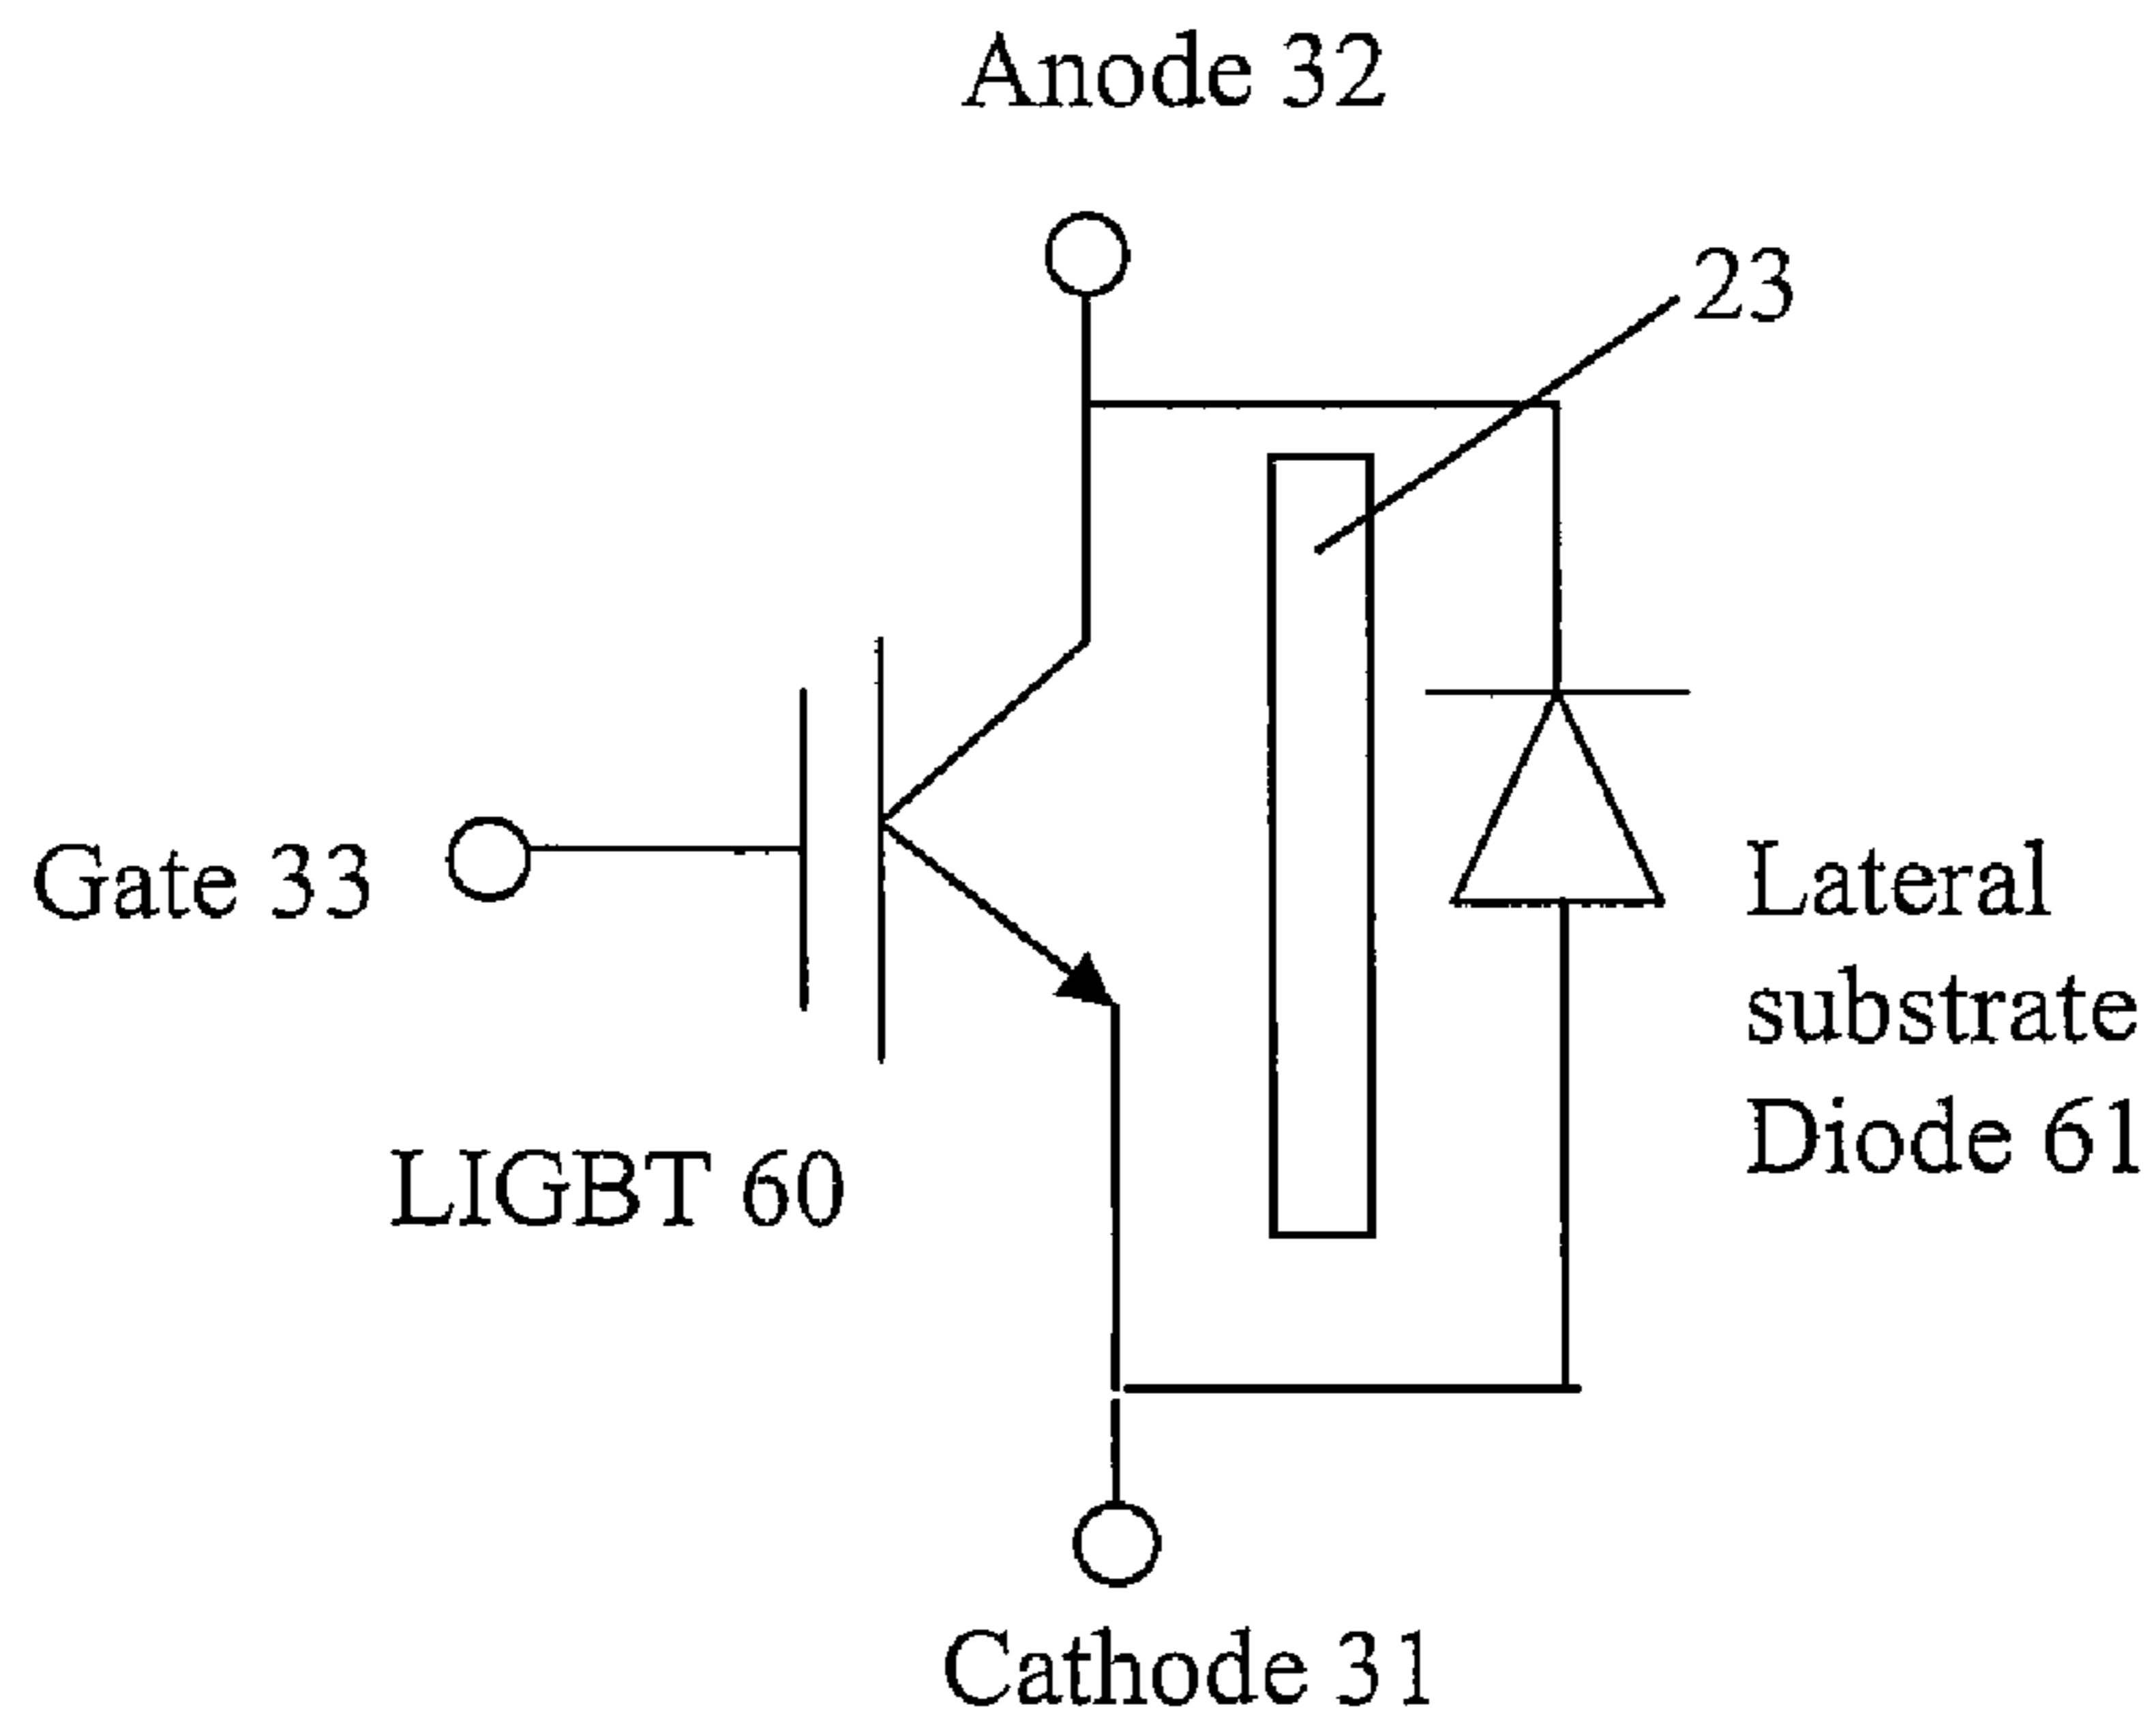 Anode 32
23
Gate 33
Lateral
substrate
Diode 61
LIGBT 60
Cathode 31